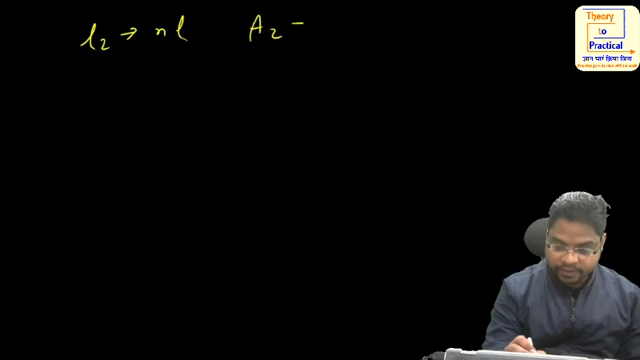 l₂ → nl A₂ –
Theory
to
Practical
ज्ञान भारं क्रिया विना